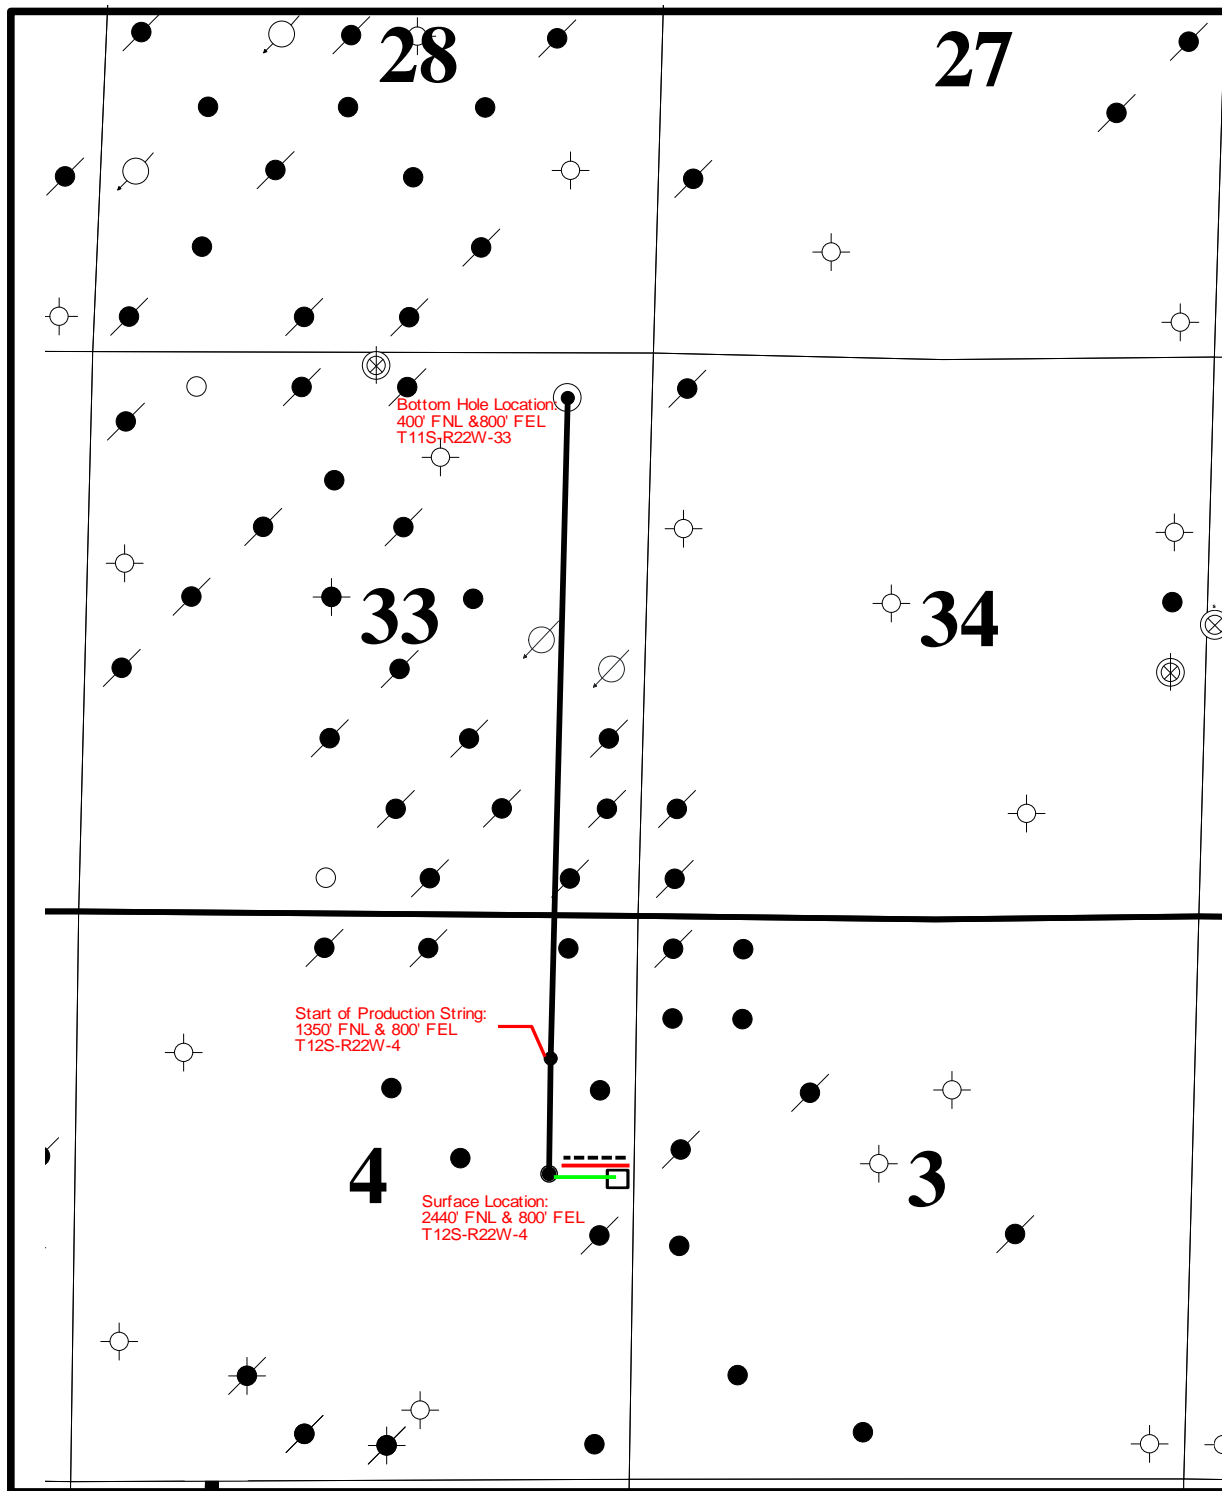 28
27
Bottom Hole Location:
400' FNL &800' FEL
T11S-R22W-33
33
34
Start of Production String:
1350' FNL & 800' FEL
T12S-R22W-4
4
3
Surface Location:
2440' FNL & 800' FEL
T12S-R22W-4